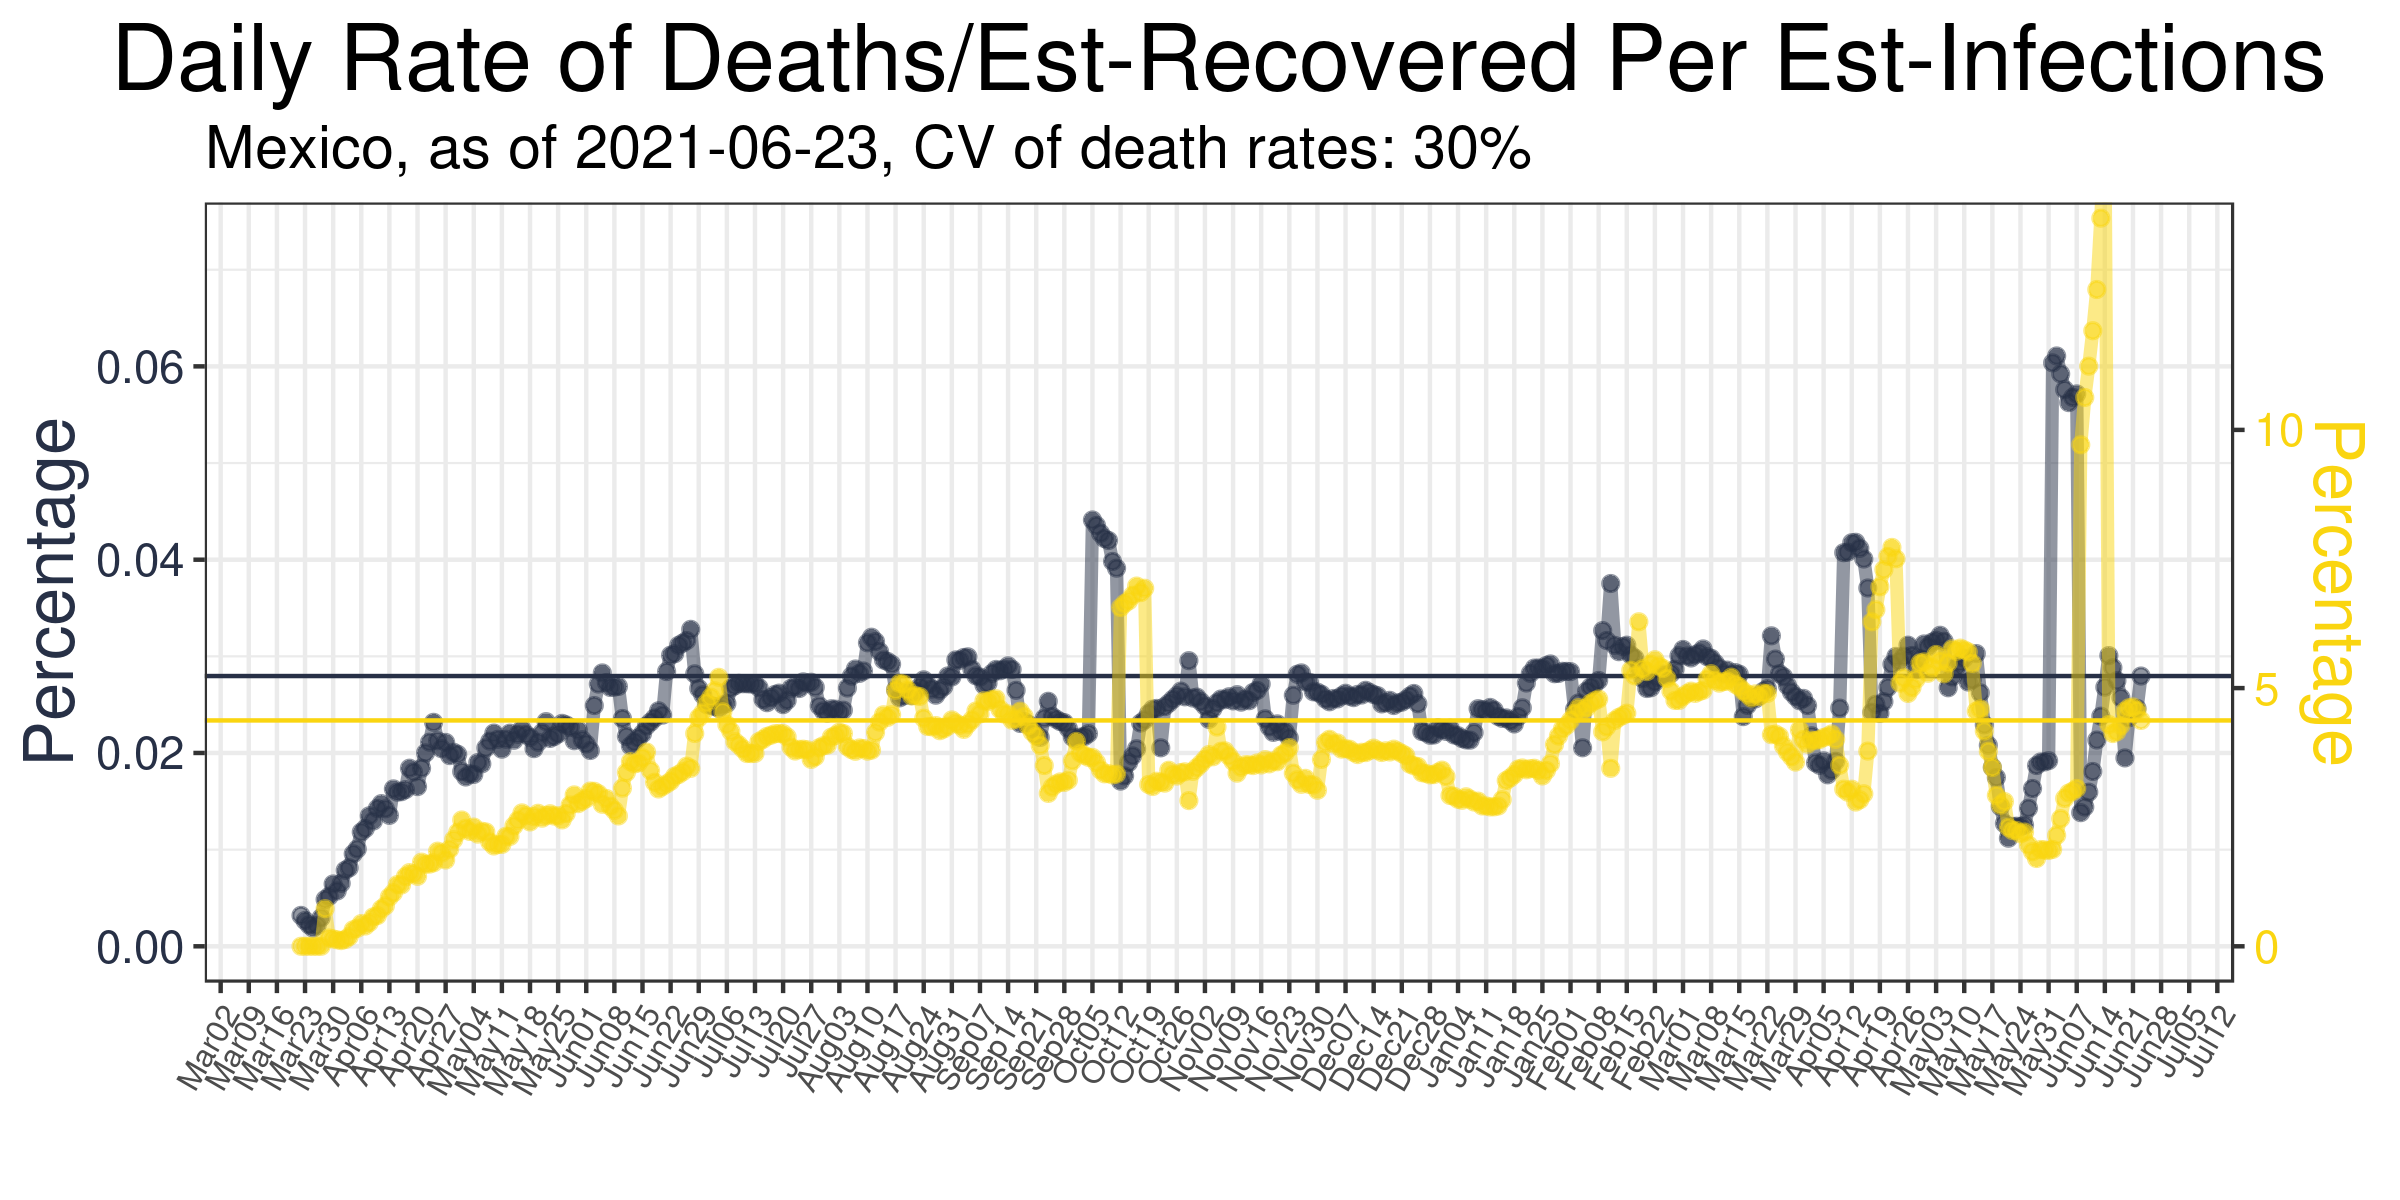 Daily Rate of Deaths/Est-Recovered Per Est-Infections
Mexico, as of 2021-06-23, CV of death rates: 30%
Percentage
0.06
0.04
0.02
0.00
10
5
0
Percentage
Mar02
Mar09
Mar16
Mar23
Mar30
Apr06
Apr13
Apr20
Apr27
May04
May11
May18
May25
Jun01
Jun08
Jun15
Jun22
Jun29
Jul06
Jul13
Jul20
Jul27
Aug03
Aug10
Aug17
Aug24
Aug31
Sep07
Sep14
Sep21
Sep28
Oct05
Oct12
Oct19
Oct26
Nov02
Nov09
Nov16
Nov23
Nov30
Dec07
Dec14
Dec21
Dec28
Jan04
Jan11
Jan18
Jan25
Feb01
Feb08
Feb15
Feb22
Mar01
Mar08
Mar15
Mar22
Mar29
Apr05
Apr12
Apr19
Apr26
May03
May10
May17
May24
May31
Jun07
Jun14
Jun21
Jun28
Jul05
Jul12